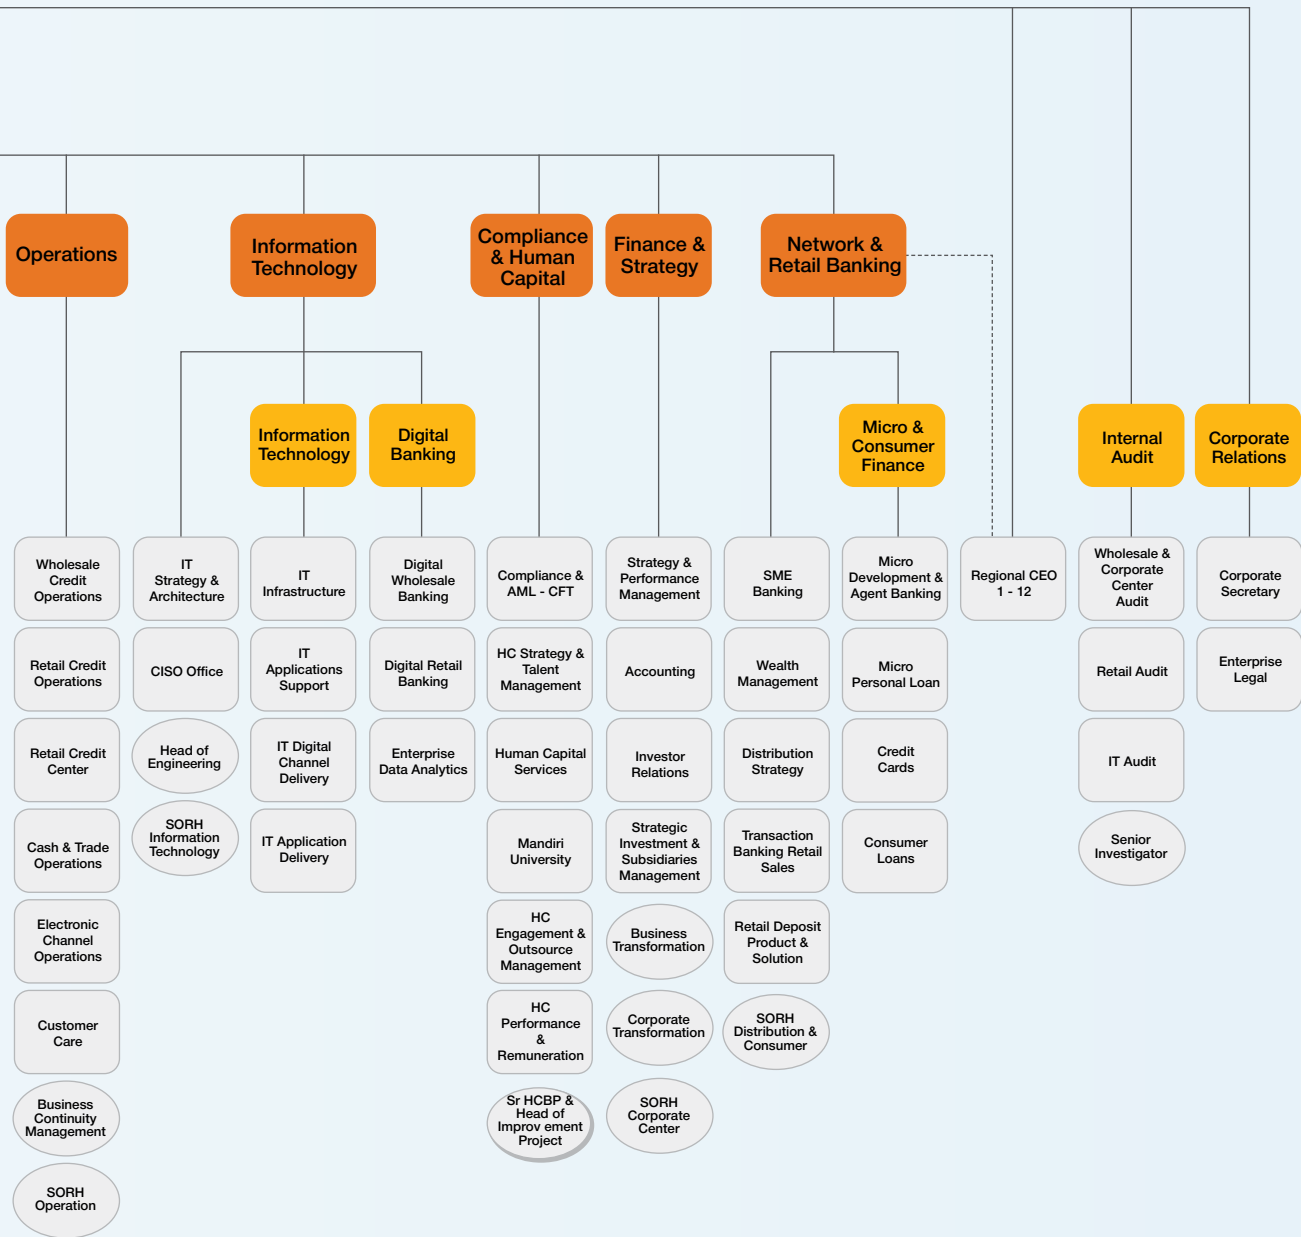 Operations
Information
Technology
Compliance
& Human
Capital
Finance &
Strategy
Network &
Retail Banking
Information
Technology
Digital
Banking
Micro &
Consumer
Finance
Internal
Audit
Corporate
Relations
Wholesale
Credit
Operations
Retail Credit
Operations
Retail Credit
Center
Cash & Trade
Operations
Electronic
Channel
Operations
Customer
Care
Business
Continuity
Management
SORH
Operation
IT
Strategy &
Architecture
CISO Office
Head of
Engineering
SORH
Information
Technology
IT
Infrastructure
IT
Applications
Support
IT Digital
Channel
Delivery
IT Application
Delivery
Digital
Wholesale
Banking
Digital Retail
Banking
Enterprise
Data Analytics
Compliance &
AML - CFT
HC Strategy &
Talent
Management
Human Capital
Services
Mandiri
University
HC
Engagement &
Outsource
Management
HC
Performance
&
Remuneration
Sr HCBP &
Head of
Improv ement
Project
Strategy &
Performance
Management
Accounting
Investor
Relations
Strategic
Investment &
Subsidiaries
Management
Business
Transformation
Corporate
Transformation
SORH
Corporate
Center
SME
Banking
Wealth
Management
Distribution
Strategy
Transaction
Banking Retail
Sales
Retail Deposit
Product &
Solution
SORH
Distribution &
Consumer
Micro
Development &
Agent Banking
Micro
Personal Loan
Credit
Cards
Consumer
Loans
Regional CEO
1 - 12
Wholesale &
Corporate
Center
Audit
Retail Audit
IT Audit
Senior
Investigator
Corporate
Secretary
Enterprise
Legal